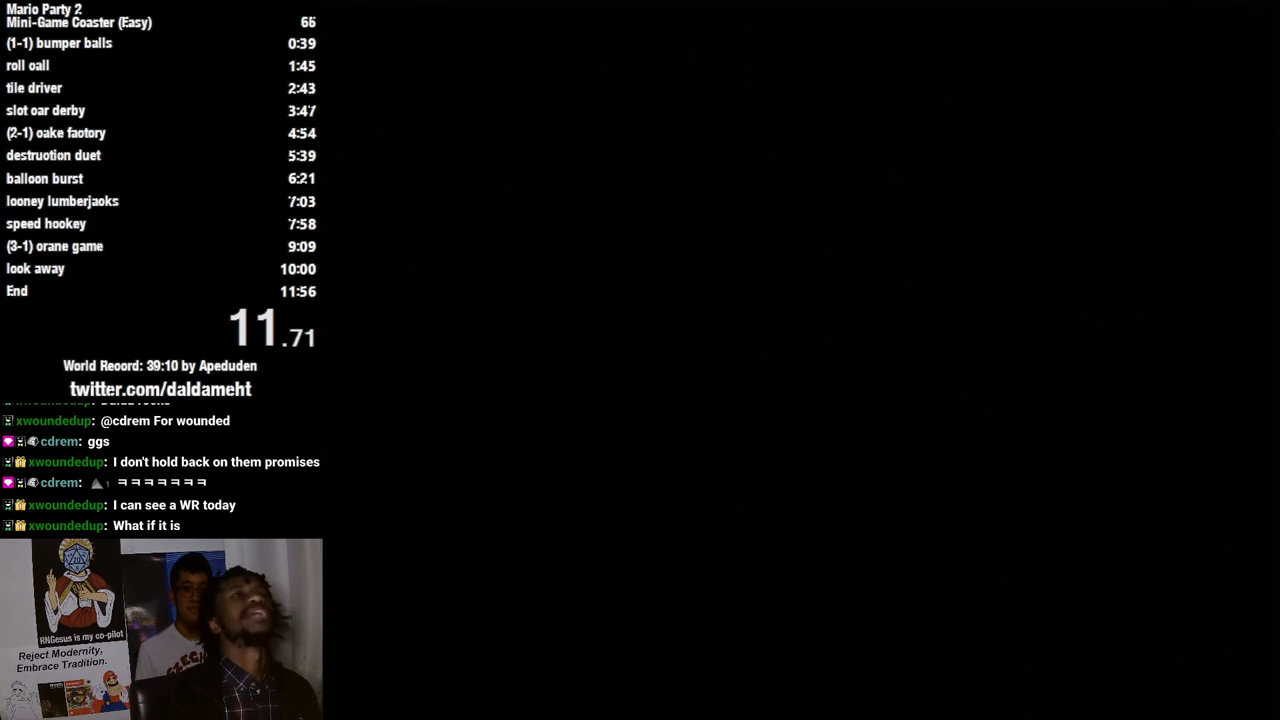 Mario Party 2
Mini-Game Coaster (Easy) 66
(1-1) bumper balls 0:39
roll call 1:45
tile driver 2:43
slot car derby 3:47
(2-1) cake factory 4:54
destruction duet 5:39
balloon burst 6:21
looney lumberjacks 7:03
speed hockey 7:58
(3-1) crane game 9:09
look away 10:00
End 11:56
11.71
World Record: 39:10 by Apeduden
twitter.com/daldameht
xwoundedup: Dalda rocks
xwoundedup: @cdrem For wounded
cdrem: ggs
xwoundedup: I don't hold back on them promises
cdrem: 1 ㅋㅋㅋㅋㅋㅋㅋ
xwoundedup: I can see a WR today
xwoundedup: What if it is
RNGesus is my co-pilot
Reject Modernity,
Embrace Tradition.